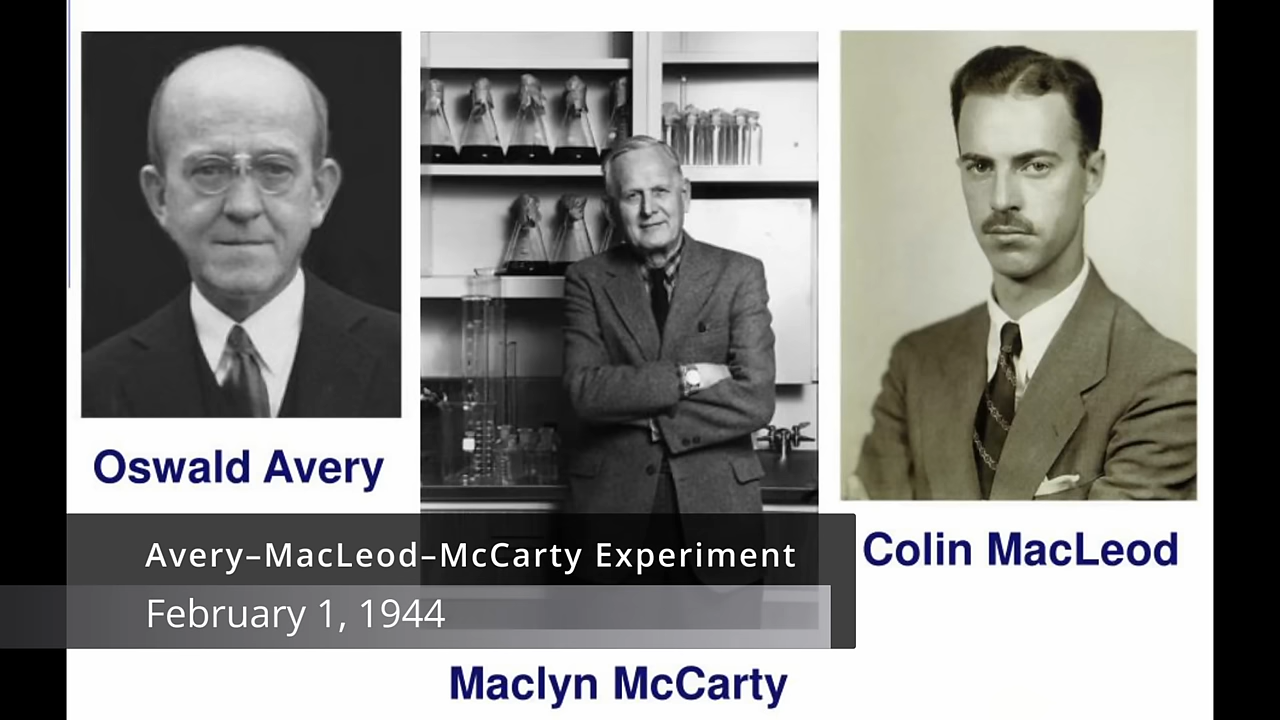 Oswald Avery
Avery–MacLeod–McCarty Experiment
Colin MacLeod
February 1, 1944
Maclyn McCarty